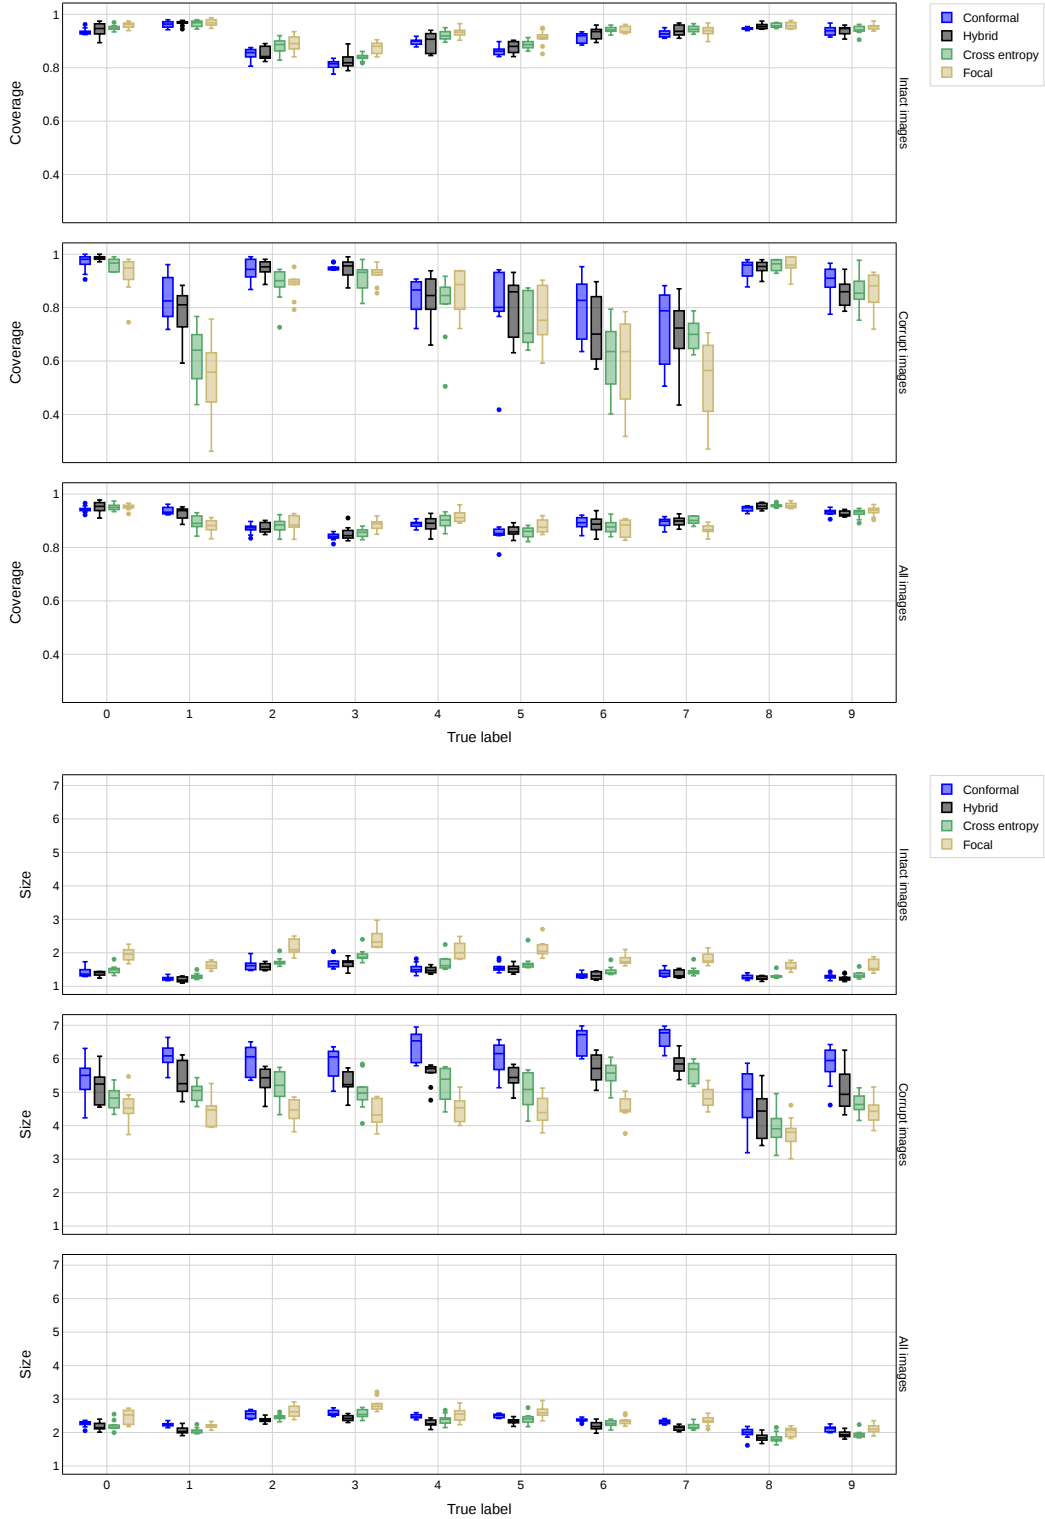 1
0.8
0.6
0.4
Coverage
Intact images
Conformal
Hybrid
Cross entropy
Focal
1
0.8
0.6
0.4
Coverage
Corrupt images
1
0.8
0.6
0.4
Coverage
All images
0 1 2 3 4 5 6 7 8 9
True label
7
6
5
4
3
2
1
Size
Intact images
Conformal
Hybrid
Cross entropy
Focal
7
6
5
4
3
2
1
Size
Corrupt images
7
6
5
4
3
2
1
Size
All images
0 1 2 3 4 5 6 7 8 9
True label